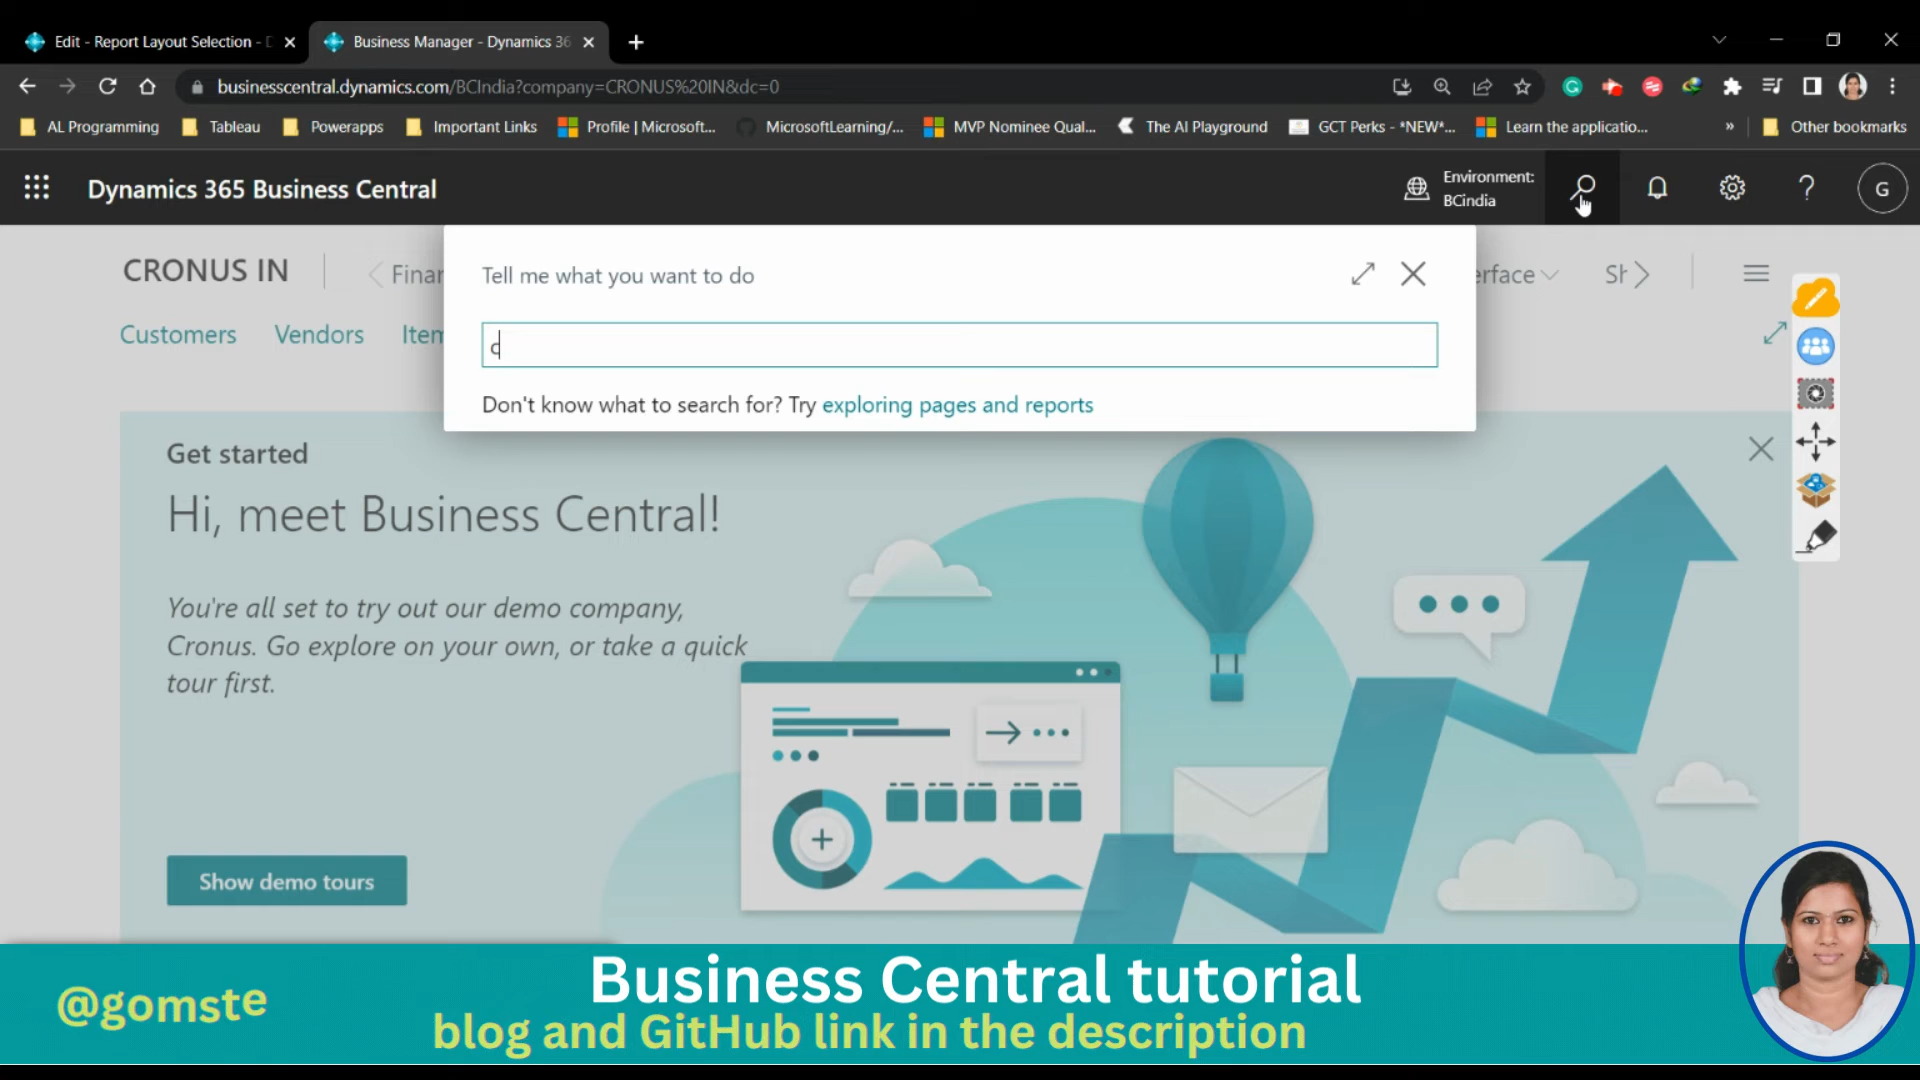 Edit - Report Layout Selection - D
Business Manager - Dynamics 36
businesscentral.dynamics.com/BCIndia?company=CRONUS%20IN&dc=0
AL Programming
Tableau
Powerapps
Important Links
Profile | Microsoft...
MicrosoftLearning/...
MVP Nominee Qual...
The AI Playground
GCT Perks - *NEW*...
Learn the applicatio...
»
Other bookmarks
Dynamics 365 Business Central
Environment:
BCindia
G
CRONUS IN
Finar
Tell me what you want to do
erface
Sh
Customers
Vendors
Item
c
Don't know what to search for? Try exploring pages and reports
Get started
Hi, meet Business Central!
You're all set to try out our demo company,
Cronus. Go explore on your own, or take a quick
tour first.
Show demo tours
@gomste
Business Central tutorial
blog and GitHub link in the description